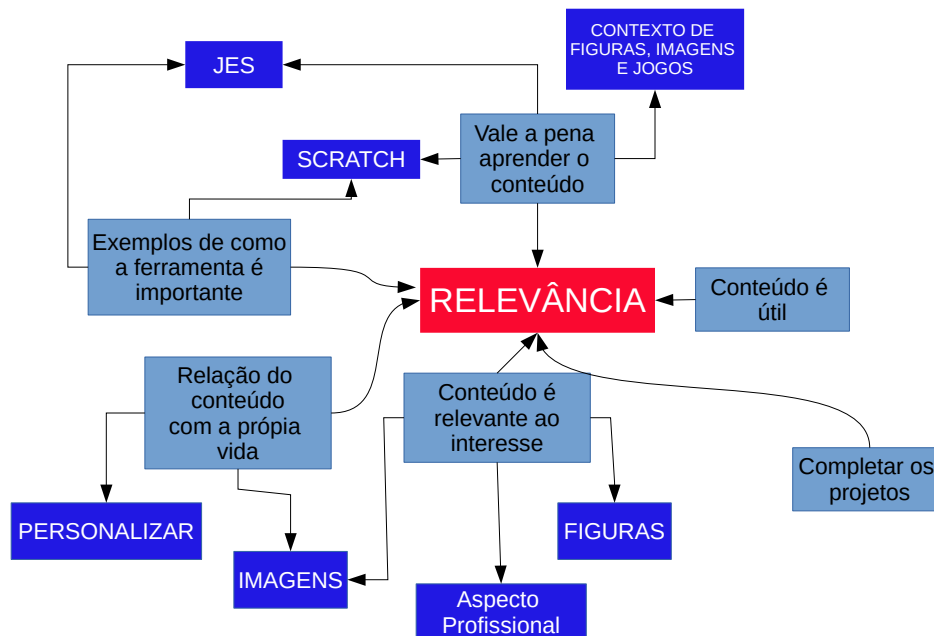 CONTEXTO DE
FIGURAS, IMAGENS
E JOGOS
JES
Vale a pena
aprender o
conteúdo
SCRATCH
Exemplos de como
a ferramenta é
importante
RELEVÂNCIA
Conteúdo é
útil
Relação do
conteúdo
com a própia
vida
Conteúdo é
relevante ao
interesse
Completar os
projetos
PERSONALIZAR
FIGURAS
IMAGENS
Aspecto
Profissional